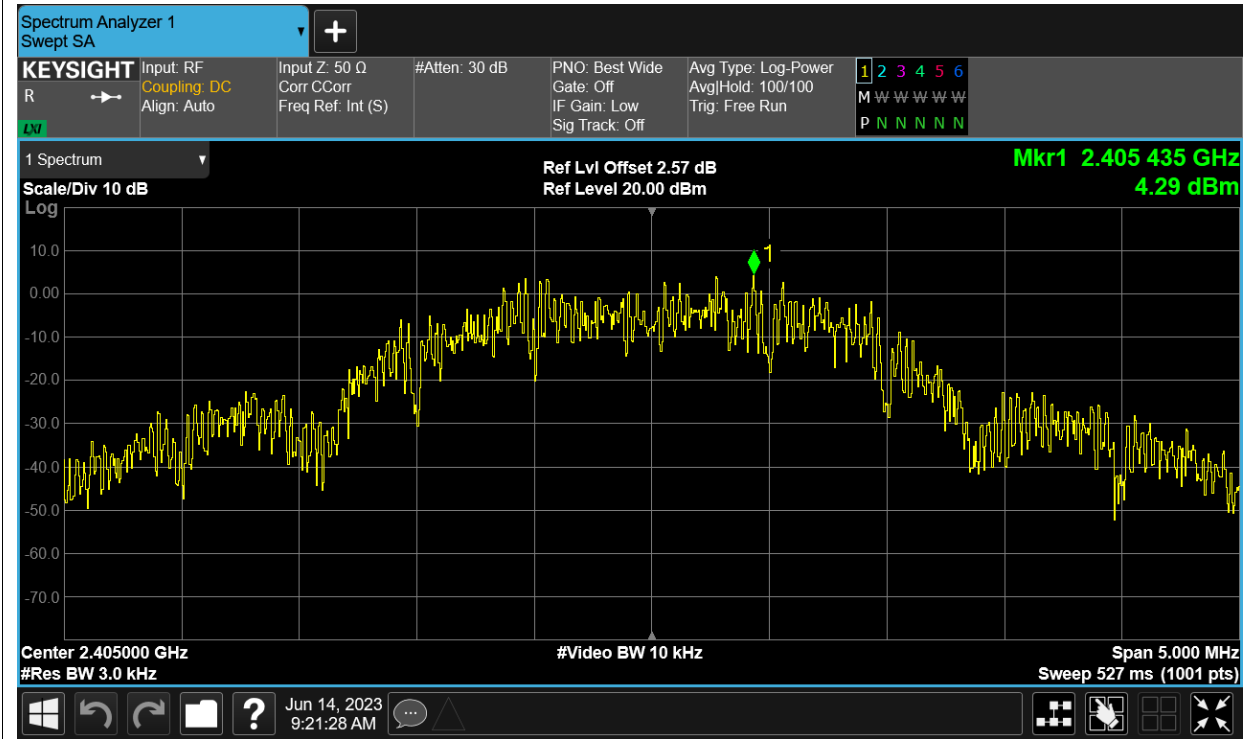 Spectrum Analyzer 1
Swept SA
KEYSIGHT
R
LXI
Input: RF
Coupling: DC
Align: Auto
Input Z: 50 Ω
Corr CCorr
Freq Ref: Int (S)
#Atten: 30 dB
PNO: Best Wide
Gate: Off
IF Gain: Low
Sig Track: Off
Avg Type: Log-Power
Avg|Hold: 100/100
Trig: Free Run
1 2 3 4 5 6
M W W W W W
P N N N N N
1 Spectrum
Scale/Div 10 dB
Log
Ref Lvl Offset 2.57 dB
Ref Level 20.00 dBm
Mkr1 2.405 435 GHz
4.29 dBm
1
10.0
0.00
-10.0
-20.0
-30.0
-40.0
-50.0
-60.0
-70.0
Center 2.405000 GHz
#Video BW 10 kHz
Span 5.000 MHz
#Res BW 3.0 kHz
Sweep 527 ms (1001 pts)
?
Jun 14, 2023
9:21:28 AM